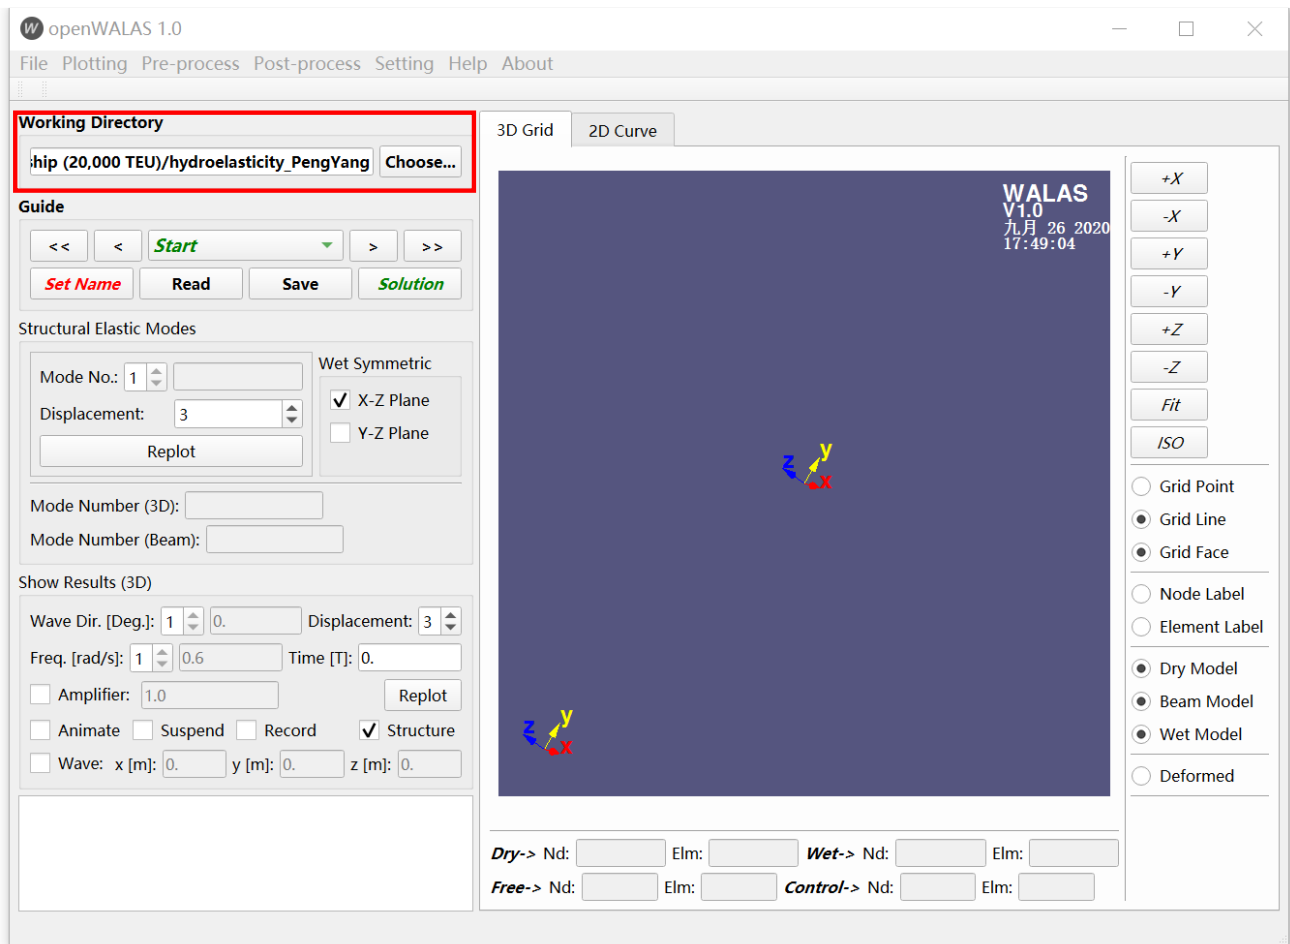 openWALAS 1.0
File Plotting Pre-process Post-process Setting Help About
Working Directory
ship (20,000 TEU)/hydroelasticity_PengYang Choose...
Guide
<< < Start > >>
Set Name Read Save Solution
Structural Elastic Modes
Mode No.: 1
Displacement: 3
Replot
Wet Symmetric
X-Z Plane
Y-Z Plane
Mode Number (3D):
Mode Number (Beam):
Show Results (3D)
Wave Dir. [Deg.]: 1 0. Displacement: 3
Freq. [rad/s]: 1 0.6 Time [T]: 0.
Amplifier: 1.0 Replot
Animate Suspend Record Structure
Wave: x [m]: 0. y [m]: 0. z [m]: 0.
3D Grid 2D Curve
WALAS
V1.0
九月 26 2020
17:49:04
z y x
z y x
Dry-> Nd: Elm: Wet-> Nd: Elm:
Free-> Nd: Elm: Control-> Nd: Elm:
+X
-X
+Y
-Y
+Z
-Z
Fit
ISO
Grid Point
Grid Line
Grid Face
Node Label
Element Label
Dry Model
Beam Model
Wet Model
Deformed